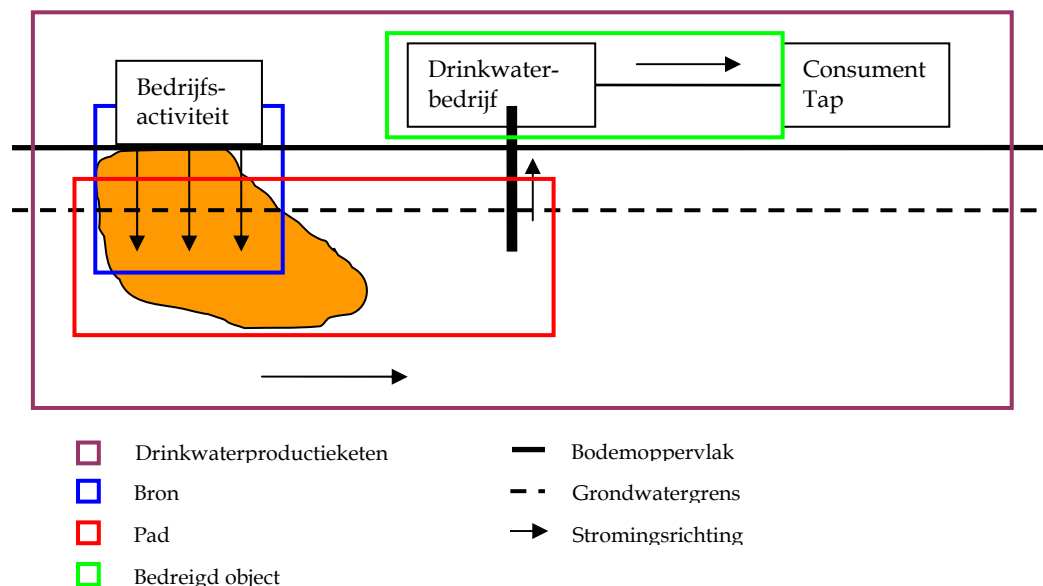 Bedrijfs-
activiteit
Drinkwater-
bedrijf
Consument
Tap
Drinkwaterproductieketen
Bron
Pad
Bedreigd object
Bodemoppervlak
Grondwatergrens
Stromingsrichting